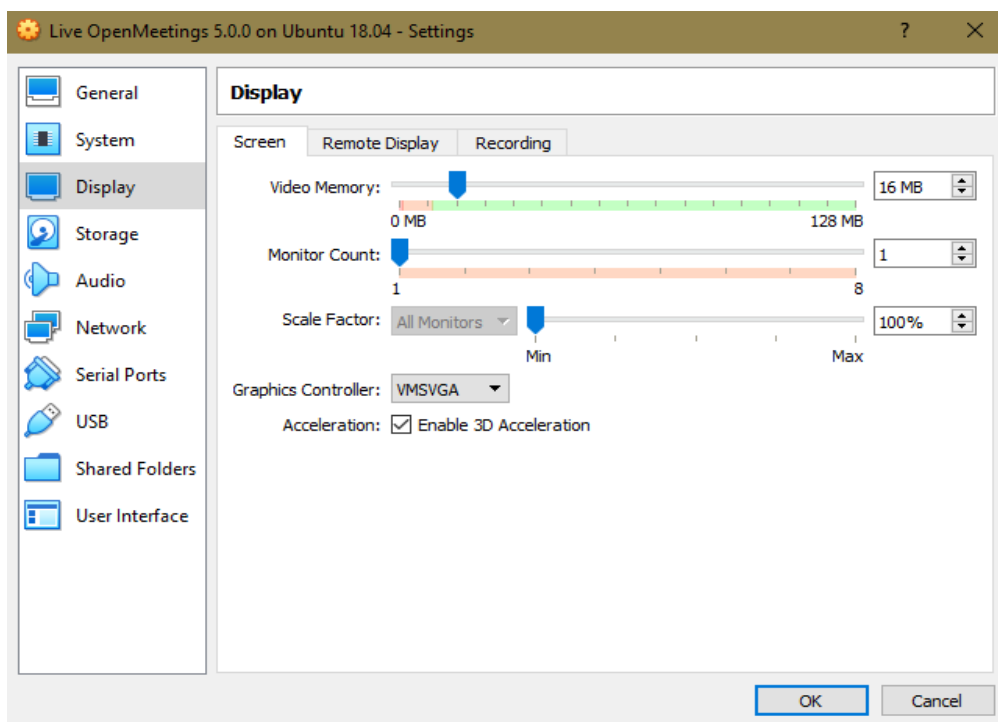 Live OpenMeetings 5.0.0 on Ubuntu 18.04 - Settings ?
General
System
Display
Storage
Audio
Network
Serial Ports
USB
Shared Folders
User Interface
Display
Screen Remote Display Recording
Video Memory: 16 MB
0 MB 128 MB
Monitor Count: 1
1 8
Scale Factor: All Monitors 100%
Min Max
Graphics Controller: VMSVGA
Acceleration: Enable 3D Acceleration
OK Cancel